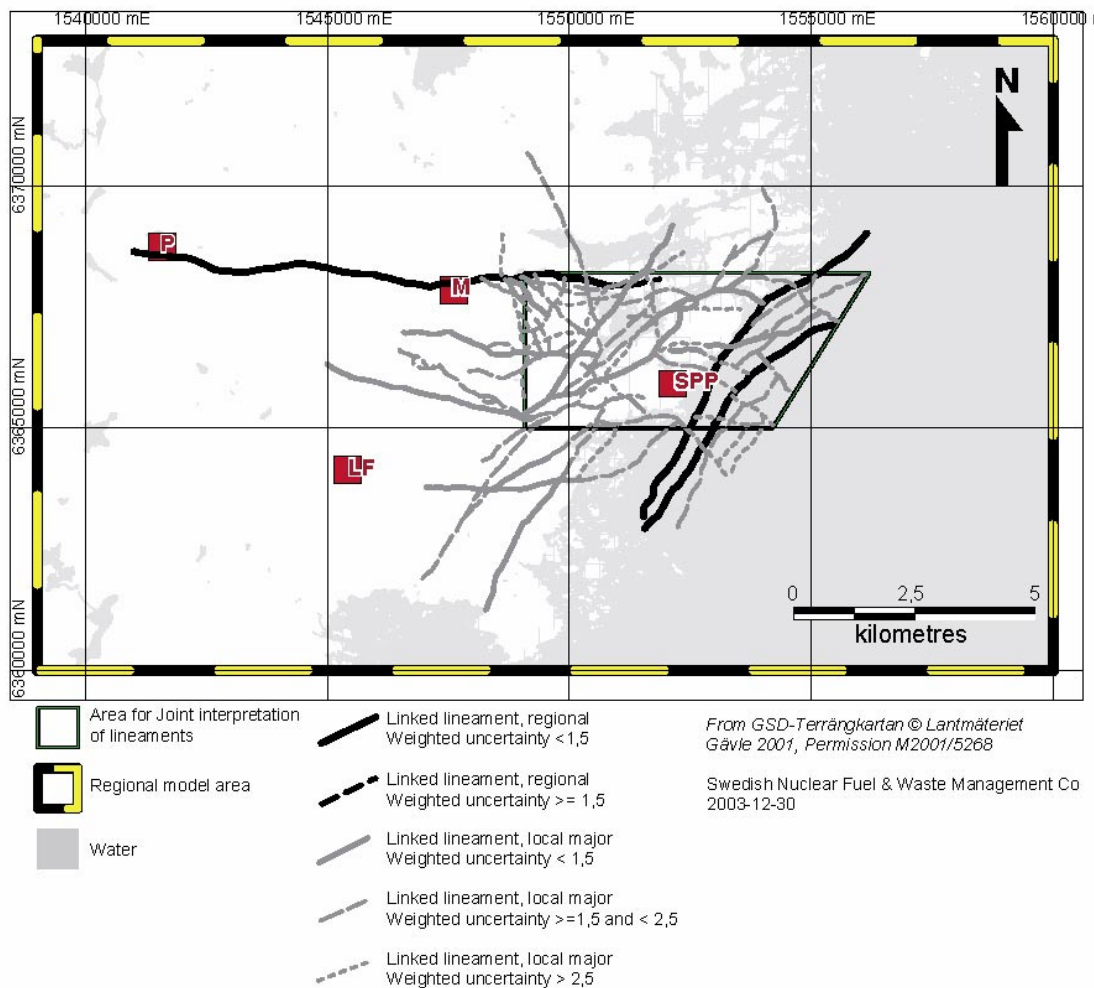 1540000 mE
1545000 mE
1550000 mE
1555000 mE
1560000 m
6370000 mN
6365000 mN
6360000 mN
N
P
M
SPP
LF
0
2,5
5
kilometres
Area for Joint interpretation
of lineaments
Regional model area
Water
Linked lineament, regional
Weighted uncertainty <1,5
Linked lineament, regional
Weighted uncertainty >= 1,5
Linked lineament, local major
Weighted uncertainty < 1,5
Linked lineament, local major
Weighted uncertainty >=1,5 and < 2,5
Linked lineament, local major
Weighted uncertainty > 2,5
From GSD-Terrängkartan © Lantmäteriet
Gävle 2001, Permission M2001/5268
Swedish Nuclear Fuel & Waste Management Co
2003-12-30